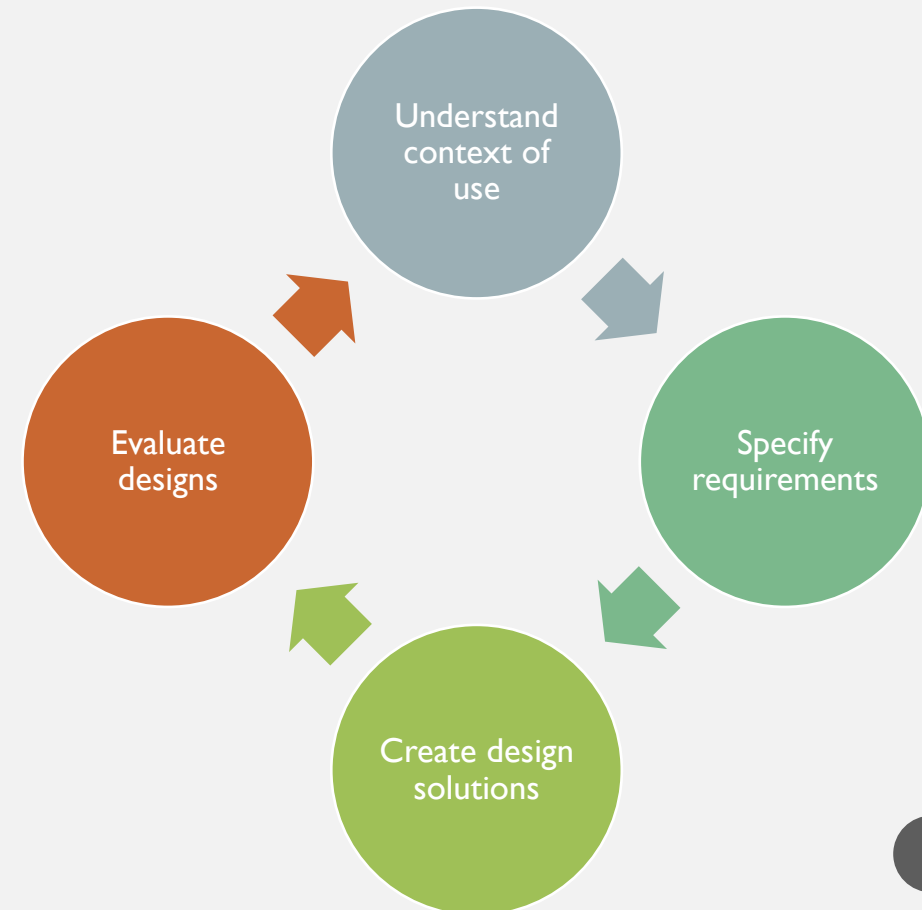 Understand
context of
use
Specify
requirements
Create design
solutions
Evaluate
designs